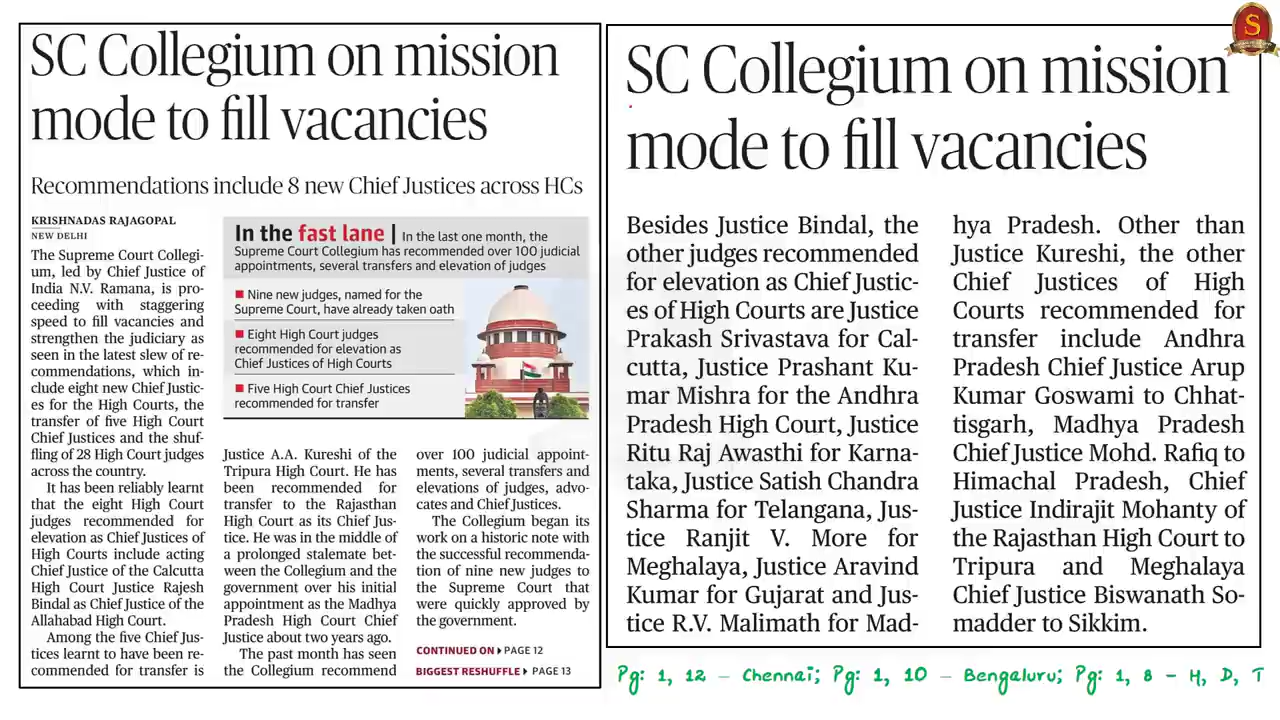 SC Collegium on mission
mode to fill vacancies
Recommendations include 8 new Chief Justices across HCs
KRISHNADAS RAJAGOPAL
NEW DELHI
The Supreme Court Collegi-
um, led by Chief Justice of
India N.V. Ramana, is pro-
ceeding with staggering
speed to fill vacancies and
strengthen the judiciary as
seen in the latest slew of re-
commendations, which in-
clude eight new Chief Justic-
es for the High Courts, the
transfer of five High Court
Chief Justices and the shuf-
fling of 28 High Court judges
across the country.
It has been reliably learnt
that the eight High Court
judges recommended for
elevation as Chief Justices of
High Courts include acting
Chief Justice of the Calcutta
High Court Justice Rajesh
Bindal as Chief Justice of the
Allahabad High Court.
Among the five Chief Jus-
tices learnt to have been re-
commended for transfer is
In the fast lane | In the last one month, the
Supreme Court Collegium has recommended over 100 judicial
appointments, several transfers and elevation of judges
Nine new judges, named for the
Supreme Court, have already taken oath
Eight High Court judges
recommended for elevation as
Chief Justices of High Courts
Five High Court Chief Justices
recommended for transfer
Justice A.A. Kureshi of the
Tripura High Court. He has
been recommended for
transfer to the Rajasthan
High Court as its Chief Jus-
tice. He was in the middle of
a prolonged stalemate bet-
ween the Collegium and the
government over his initial
appointment as the Madhya
Pradesh High Court Chief
Justice about two years ago.
The past month has seen
the Collegium recommend
over 100 judicial appoint-
ments, several transfers and
elevations of judges, advo-
cates and Chief Justices.
The Collegium began its
work on a historic note with
the successful recommenda-
tion of nine new judges to
the Supreme Court that
were quickly approved by
the government.
CONTINUED ON PAGE 12
BIGGEST RESHUFFLE PAGE 13
SC Collegium on mission
mode to fill vacancies
Besides Justice Bindal, the
other judges recommended
for elevation as Chief Justic-
es of High Courts are Justice
Prakash Srivastava for Cal-
cutta, Justice Prashant Ku-
mar Mishra for the Andhra
Pradesh High Court, Justice
Ritu Raj Awasthi for Karna-
taka, Justice Satish Chandra
Sharma for Telangana, Jus-
tice Ranjit V. More for
Meghalaya, Justice Aravind
Kumar for Gujarat and Jus-
tice R.V. Malimath for Mad-
hya Pradesh. Other than
Justice Kureshi, the other
Chief Justices of High
Courts recommended for
transfer include Andhra
Pradesh Chief Justice Arup
Kumar Goswami to Chhat-
tisgarh, Madhya Pradesh
Chief Justice Mohd. Rafiq to
Himachal Pradesh, Chief
Justice Indirajit Mohanty of
the Rajasthan High Court to
Tripura and Meghalaya
Chief Justice Biswanath So-
madder to Sikkim.
Pg: 1, 12 – Chennai; Pg: 1, 10 – Bengaluru; Pg: 1, 8 - H, D, T
S